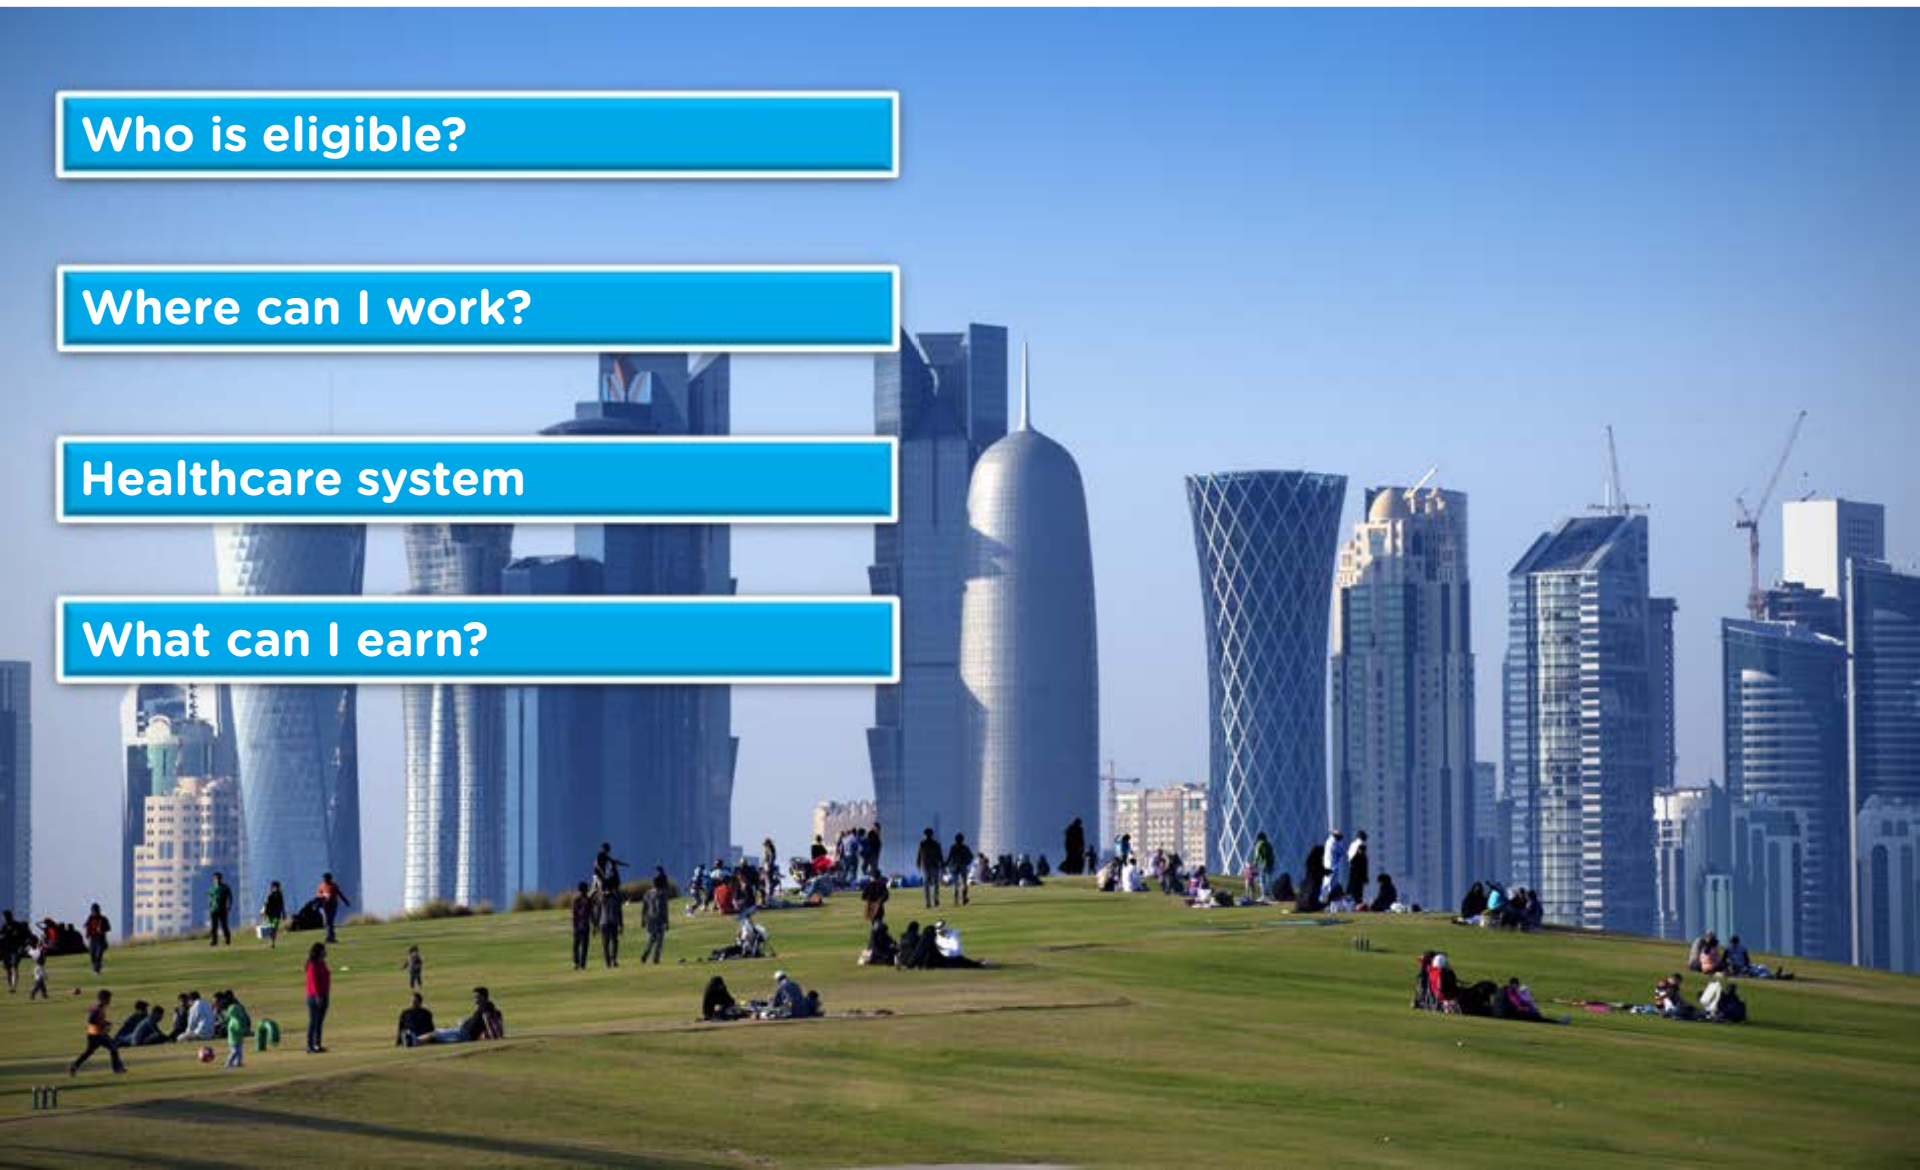 Who is eligible?
Where can I work?
Healthcare system
What can I earn?